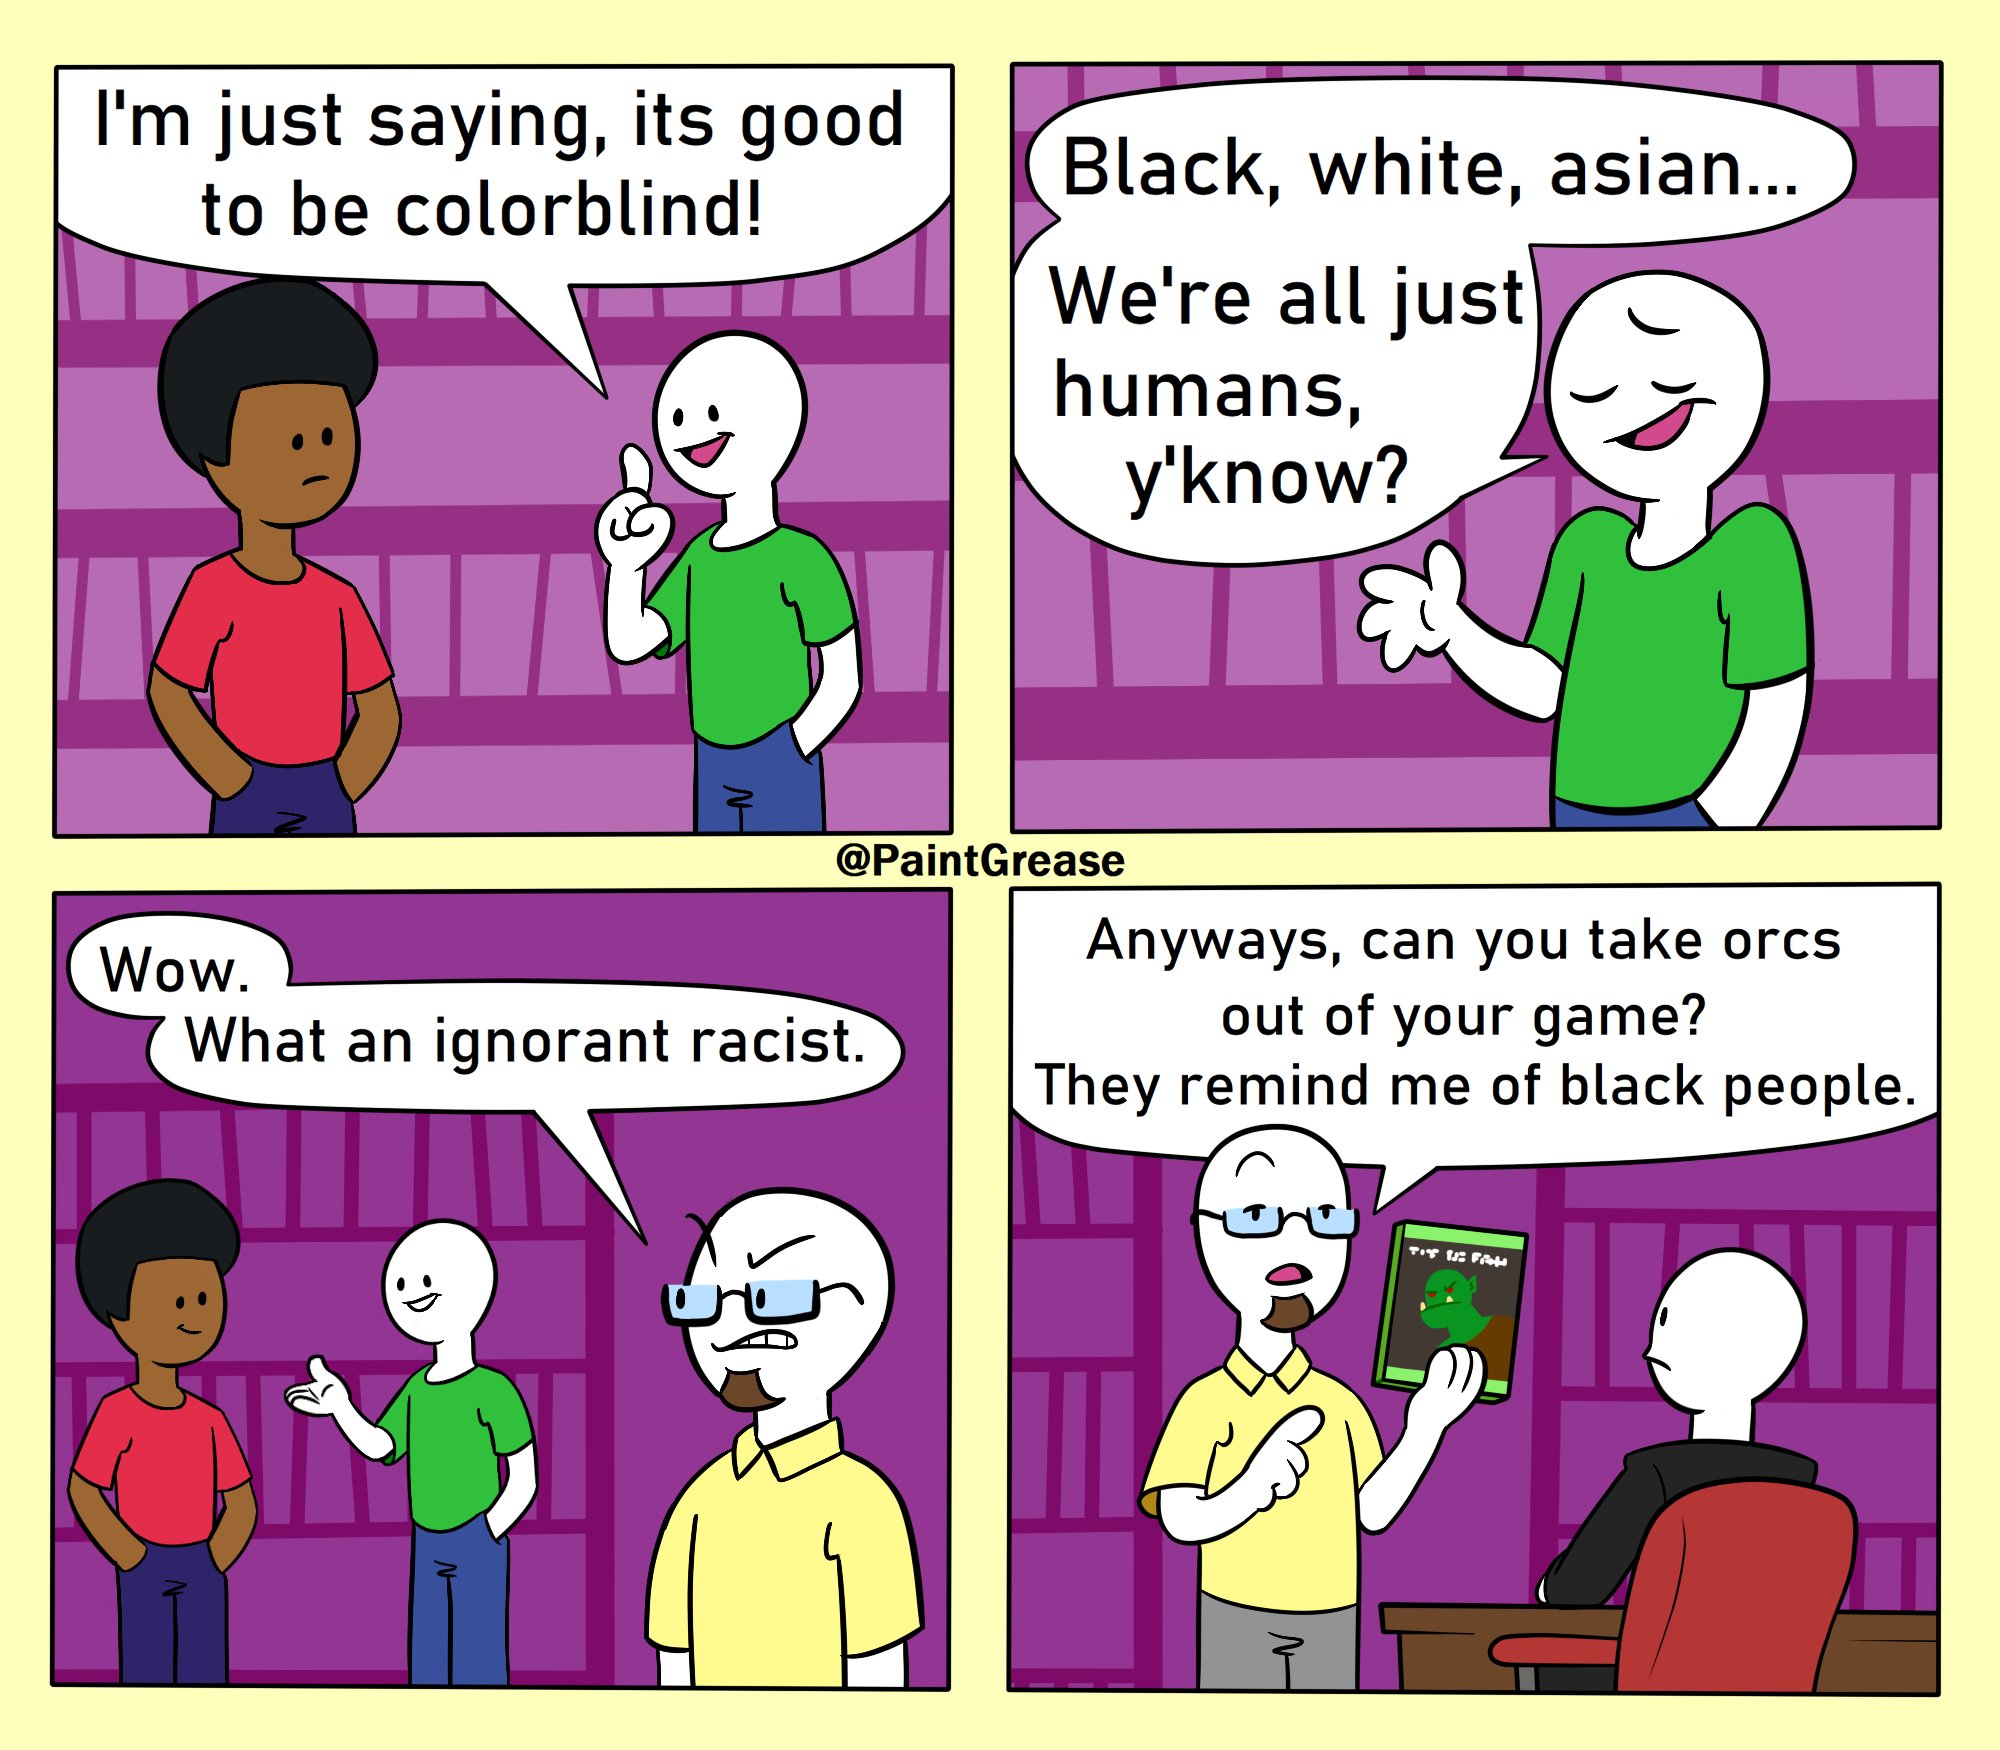 I'm just saying, its good
to be colorblind!
Black, white, asian...
We're all just
humans,
y'know?
@PaintGrease
Wow.
What an ignorant racist.
Anyways, can you take orcs
out of your game?
They remind me of black people.